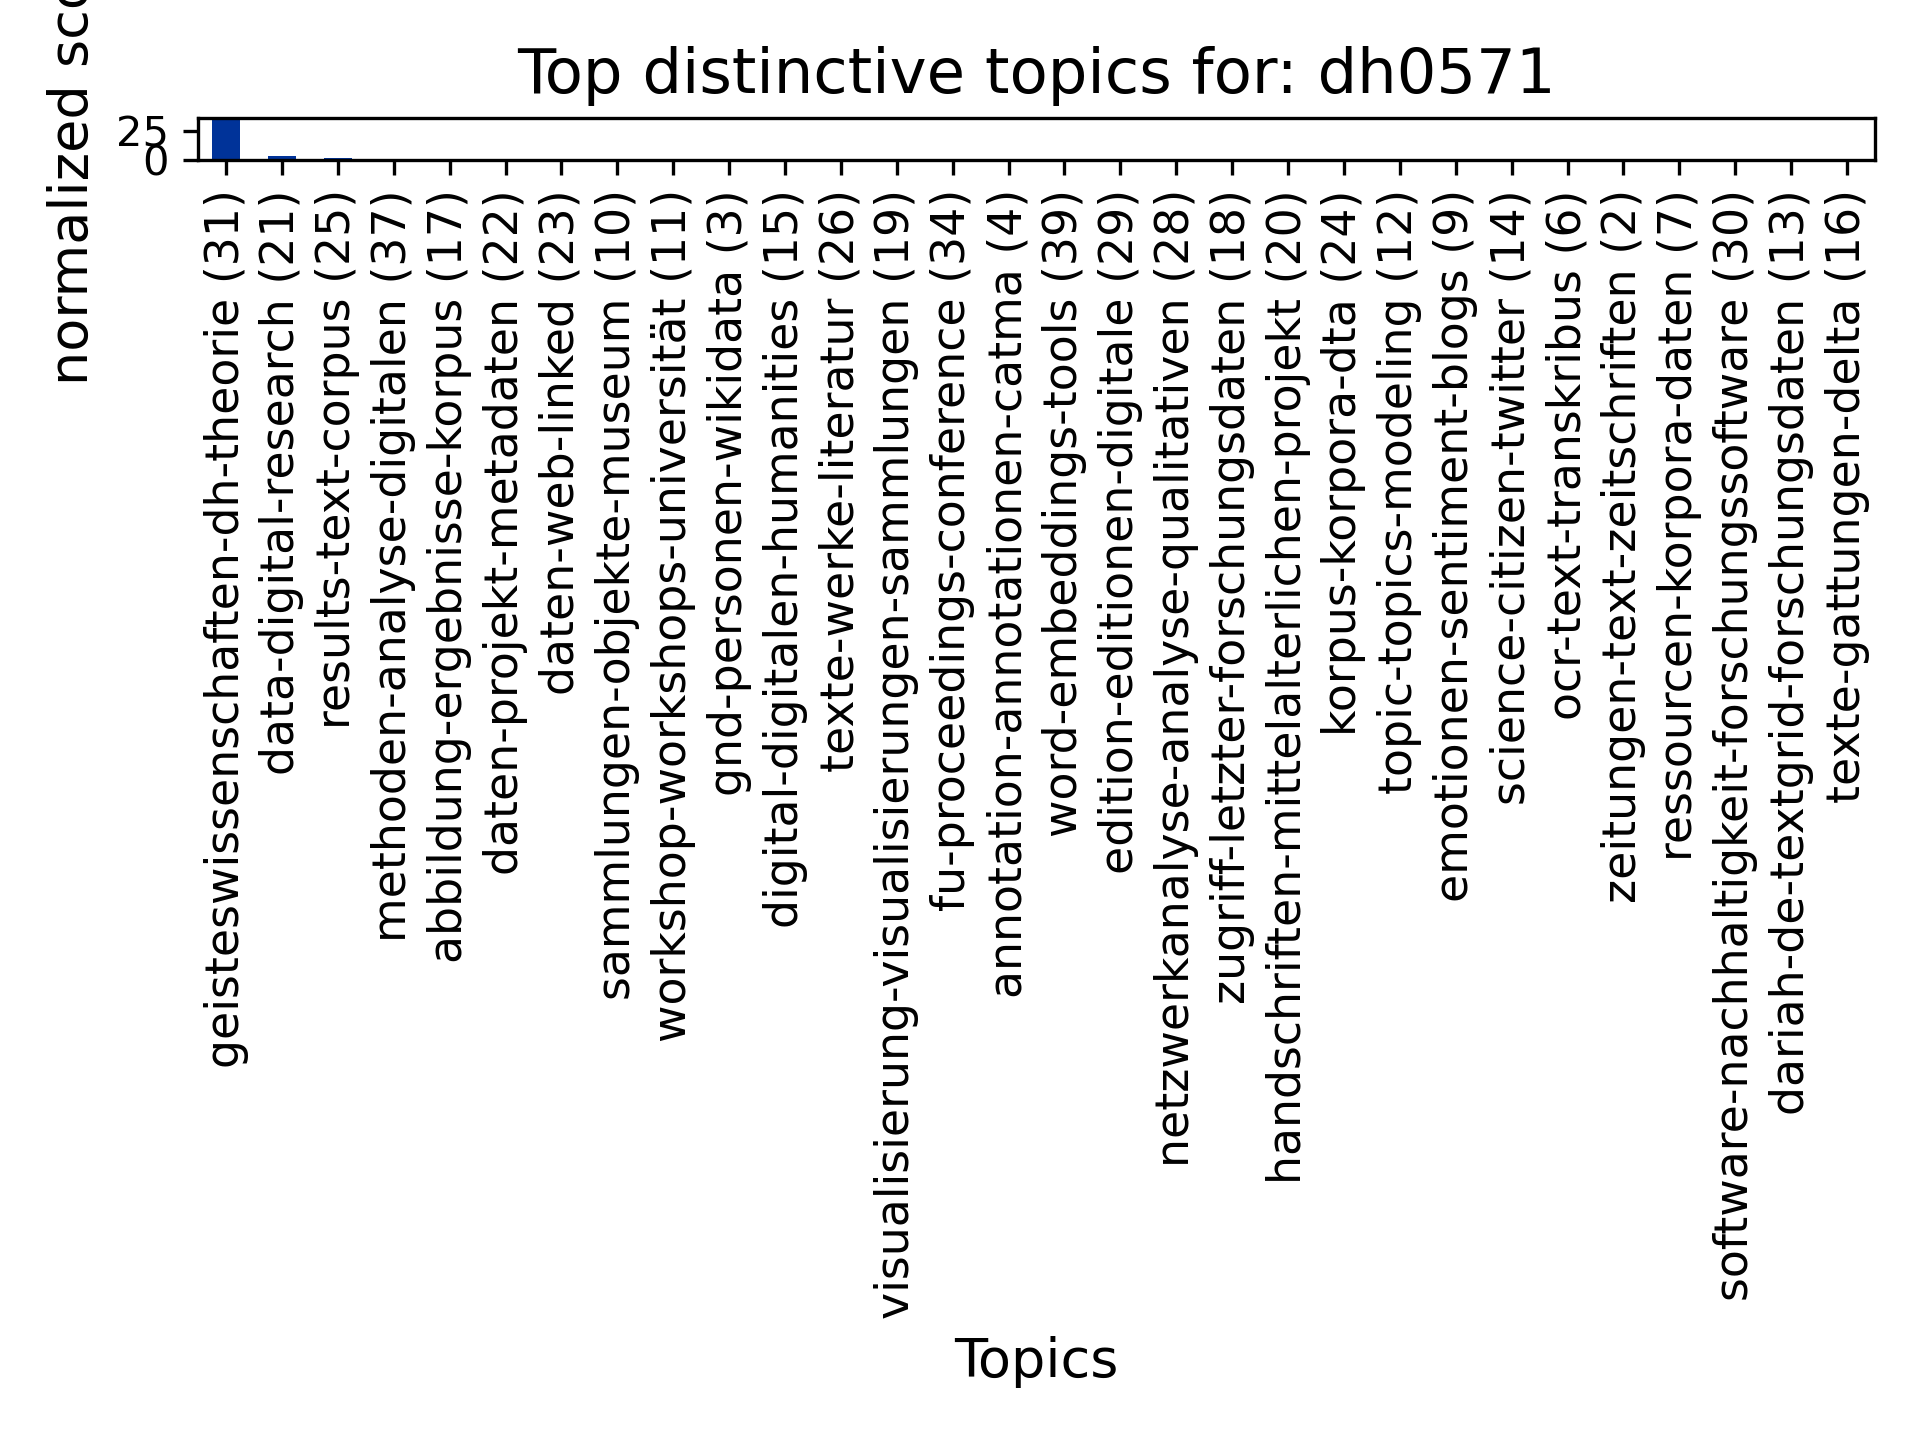 Top distinctive topics for: dh0571
normalized sco
25
0
geisteswissenschaften-dh-theorie (31)
data-digital-research (21)
results-text-corpus (25)
methoden-analyse-digitalen (37)
abbildung-ergebnisse-korpus (17)
daten-projekt-metadaten (22)
daten-web-linked (23)
sammlungen-objekte-museum (10)
workshop-workshops-universität (11)
gnd-personen-wikidata (3)
digital-digitalen-humanities (15)
texte-werke-literatur (26)
visualisierung-visualisierungen-sammlungen (19)
fu-proceedings-conference (34)
annotation-annotationen-catma (4)
word-embeddings-tools (39)
edition-editionen-digitale (29)
netzwerkanalyse-analyse-qualitativen (28)
zugriff-letzter-forschungsdaten (18)
handschriften-mittelalterlichen-projekt (20)
korpus-korpora-dta (24)
topic-topics-modeling (12)
emotionen-sentiment-blogs (9)
science-citizen-twitter (14)
ocr-text-transkribus (6)
zeitungen-text-zeitschriften (2)
ressourcen-korpora-daten (7)
software-nachhaltigkeit-forschungssoftware (30)
dariah-de-textgrid-forschungsdaten (13)
texte-gattungen-delta (16)
Topics